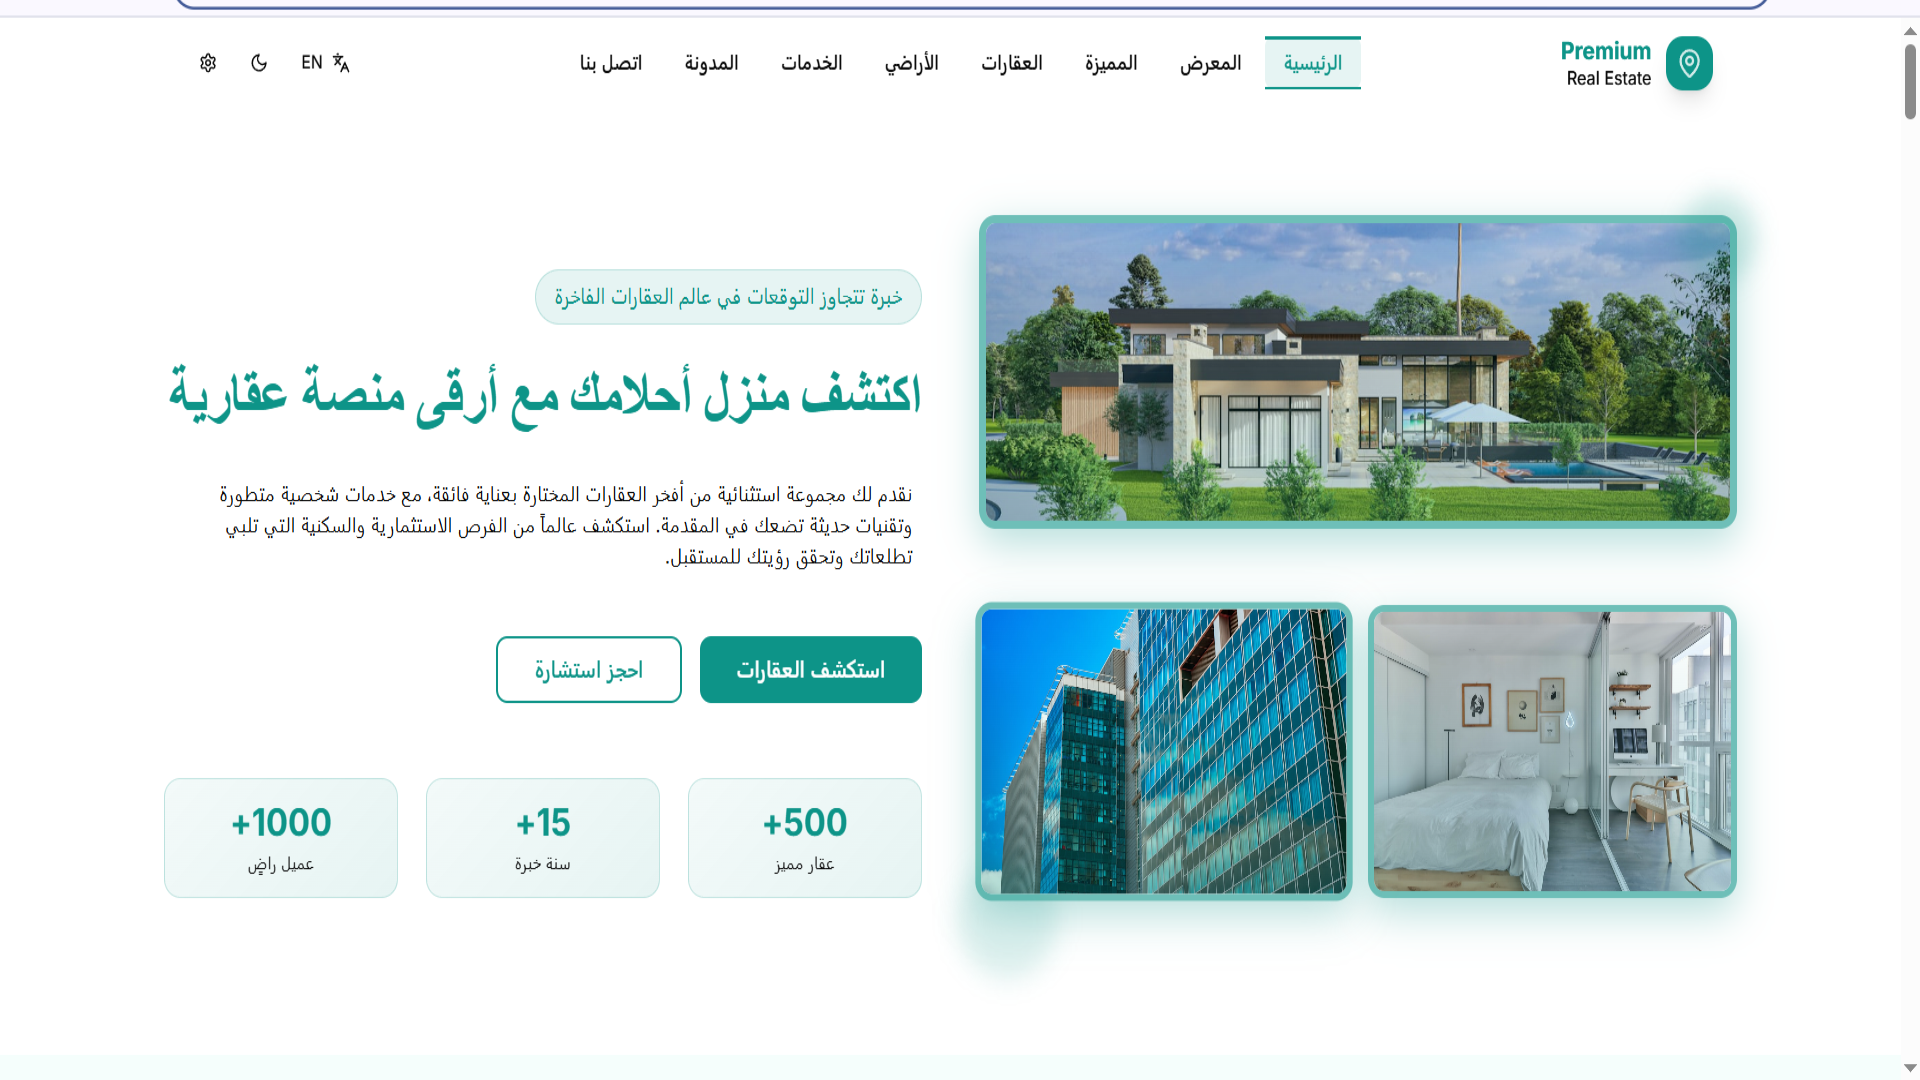 Premium
Real Estate
الرئيسية
المعرض
المميزة
العقارات
الأراضي
الخدمات
المدونة
اتصل بنا
EN
خبرة تتجاوز التوقعات في عالم العقارات الفاخرة
اكتشف منزل أحلامك مع أرقى منصة عقارية
نقدم لك مجموعة استثنائية من أفخر العقارات المختارة بعناية فائقة، مع خدمات شخصية متطورة
وتقنيات حديثة تضعك في المقدمة. استكشف عالماً من الفرص الاستثمارية والسكنية التي تلبي
تطلعاتك وتحقق رؤيتك للمستقبل.
استكشف العقارات
احجز استشارة
+500
عقار مميز
+15
سنة خبرة
+1000
عميل راضٍ